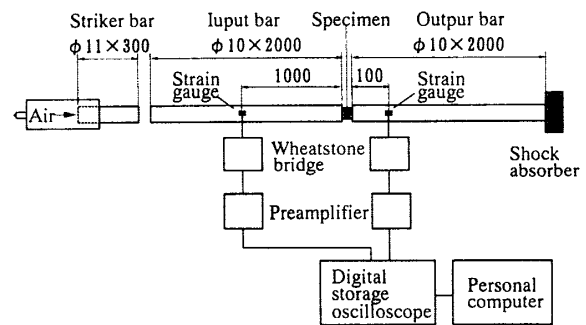 Striker bar
Iuput bar
Specimen
Outpur bar
ϕ11×300
ϕ10×2000
ϕ10×2000
Strain
gauge
1000
100
Strain
gauge
Air
Wheatstone
bridge
Shock
absorber
Preamplifier
Digital
storage
oscilloscope
Personal
computer